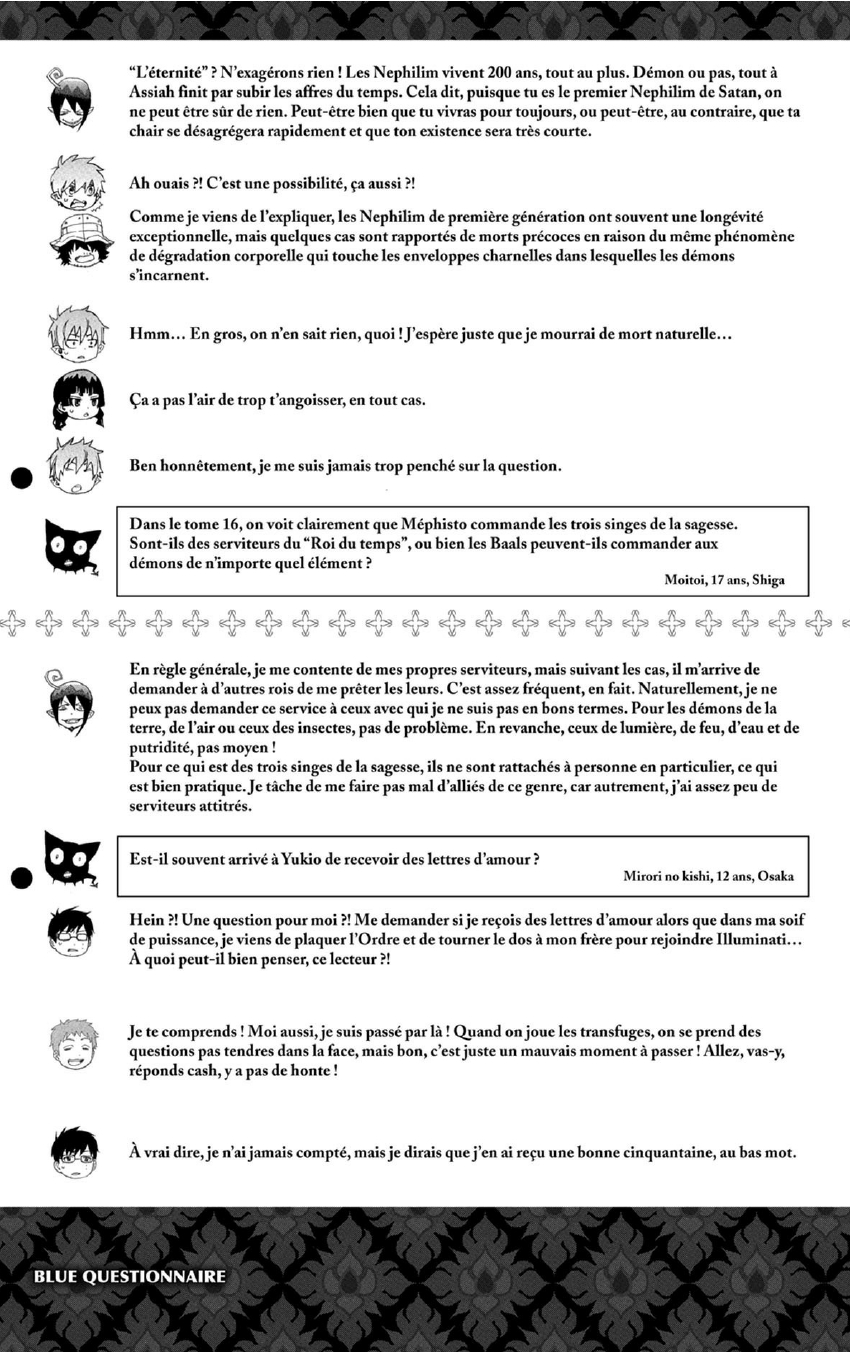 “L’éternité” ? N’exagérons rien ! Les Nephilim vivent 200 ans, tout au plus. Démon ou pas, tout à
Assiah finit par subir les affres du temps. Cela dit, puisque tu es le premier Nephilim de Satan, on
ne peut être sûr de rien. Peut-être bien que tu vivras pour toujours, ou peut-être, au contraire, que ta
chair se désagrégera rapidement et que ton existence sera très courte.
Ah ouais ?! C’est une possibilité, ça aussi ?!
Comme je viens de l’expliquer, les Nephilim de première génération ont souvent une longévité
exceptionnelle, mais quelques cas sont rapportés de morts précoces en raison du même phénomène
de dégradation corporelle qui touche les enveloppes charnelles dans lesquelles les démons
s’incarnent.
Hmm… En gros, on n’en sait rien, quoi ! J’espère juste que je mourrai de mort naturelle…
Ça a pas l’air de trop t’angoisser, en tout cas.
Ben honnêtement, je me suis jamais trop penché sur la question.
Dans le tome 16, on voit clairement que Méphisto commande les trois singes de la sagesse.
Sont-ils des serviteurs du “Roi du temps”, ou bien les Baals peuvent-ils commander aux
démons de n’importe quel élément ?
Moitoi, 17 ans, Shiga
En règle générale, je me contente de mes propres serviteurs, mais suivant les cas, il m’arrive de
demander à d’autres rois de me prêter les leurs. C’est assez fréquent, en fait. Naturellement, je ne
peux pas demander ce service à ceux avec qui je ne suis pas en bons termes. Pour les démons de la
terre, de l’air ou ceux des insectes, pas de problème. En revanche, ceux de lumière, de feu, d’eau et de
putridité, pas moyen !
Pour ce qui est des trois singes de la sagesse, ils ne sont rattachés à personne en particulier, ce qui
est bien pratique. Je tâche de me faire pas mal d’alliés de ce genre, car autrement, j’ai assez peu de
serviteurs attitrés.
Est-il souvent arrivé à Yukio de recevoir des lettres d’amour ?
Mirori no kishi, 12 ans, Osaka
Hein ?! Une question pour moi ?! Me demander si je reçois des lettres d’amour alors que dans ma soif
de puissance, je viens de plaquer l’Ordre et de tourner le dos à mon frère pour rejoindre Illuminati…
À quoi peut-il bien penser, ce lecteur ?!
Je te comprends ! Moi aussi, je suis passé par là ! Quand on joue les transfuges, on se prend des
questions pas tendres dans la face, mais bon, c’est juste un mauvais moment à passer ! Allez, vas-y,
réponds cash, y a pas de honte !
À vrai dire, je n’ai jamais compté, mais je dirais que j’en ai reçu une bonne cinquantaine, au bas mot.
BLUE QUESTIONNAIRE